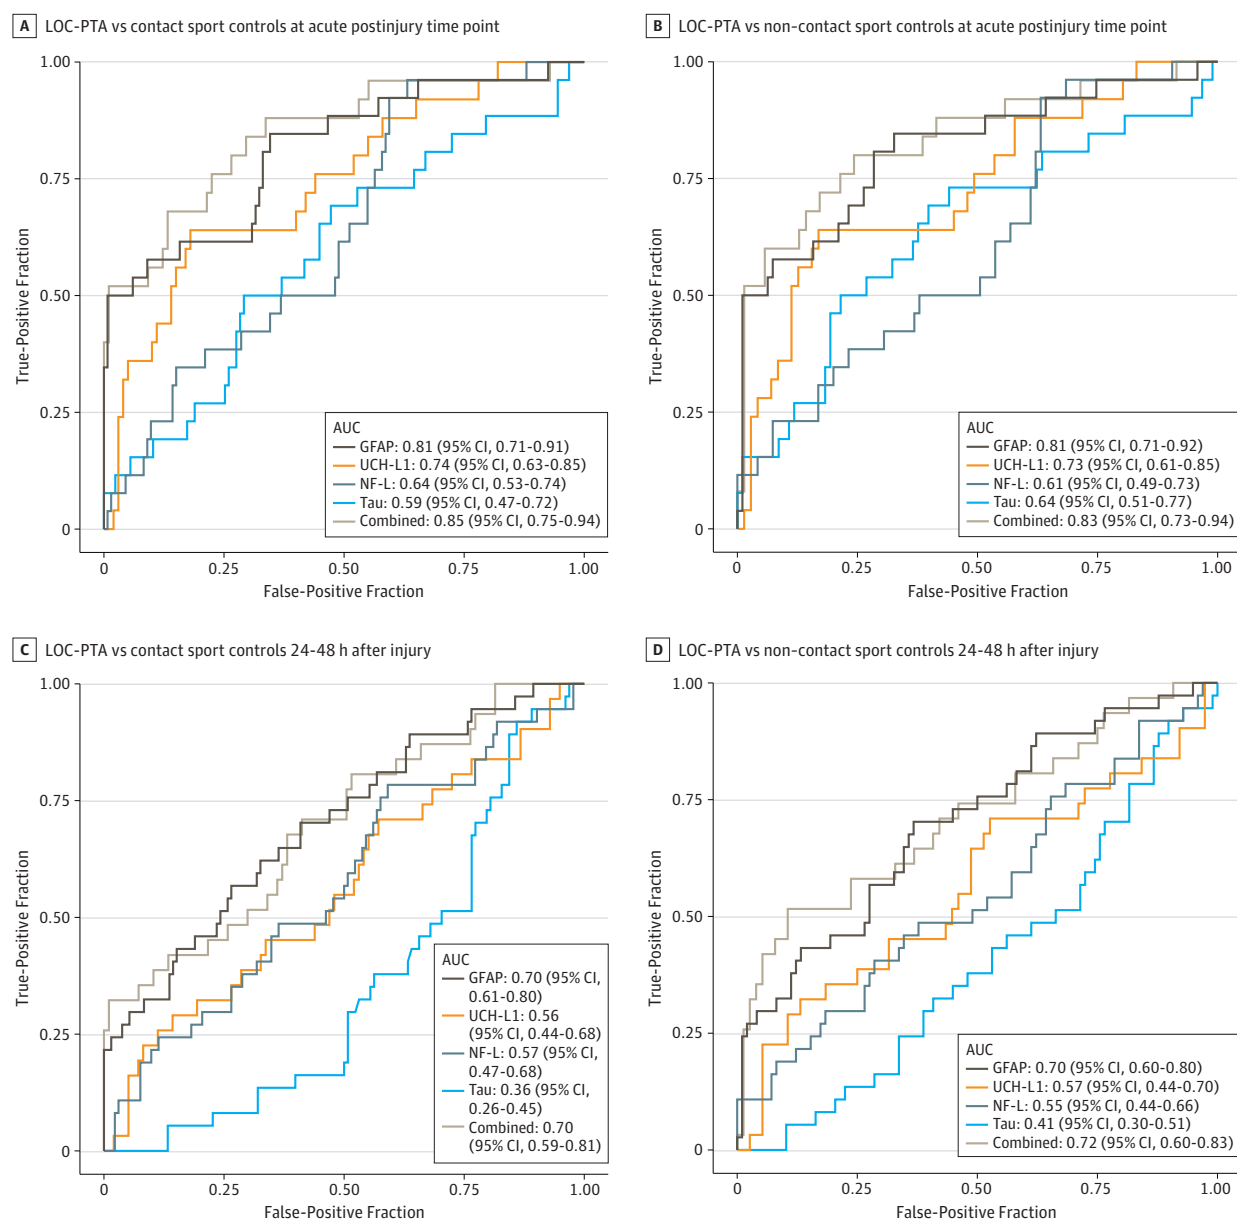 A LOC-PTA vs contact sport controls at acute postinjury time point
1.00
0.75
0.50
0.25
0
True-Positive Fraction
0 0.25 0.50 0.75 1.00
False-Positive Fraction
AUC
GFAP: 0.81 (95% CI, 0.71-0.91)
UCH-L1: 0.74 (95% CI, 0.63-0.85)
NF-L: 0.64 (95% CI, 0.53-0.74)
Tau: 0.59 (95% CI, 0.47-0.72)
Combined: 0.85 (95% CI, 0.75-0.94)
B LOC-PTA vs non-contact sport controls at acute postinjury time point
1.00
0.75
0.50
0.25
0
True-Positive Fraction
0 0.25 0.50 0.75 1.00
False-Positive Fraction
AUC
GFAP: 0.81 (95% CI, 0.71-0.92)
UCH-L1: 0.73 (95% CI, 0.61-0.85)
NF-L: 0.61 (95% CI, 0.49-0.73)
Tau: 0.64 (95% CI, 0.51-0.77)
Combined: 0.83 (95% CI, 0.73-0.94)
C LOC-PTA vs contact sport controls 24-48 h after injury
1.00
0.75
0.50
0.25
0
True-Positive Fraction
0 0.25 0.50 0.75 1.00
False-Positive Fraction
AUC
GFAP: 0.70 (95% CI,
0.61-0.80)
UCH-L1: 0.56
(95% CI, 0.44-0.68)
NF-L: 0.57 (95% CI,
0.47-0.68)
Tau: 0.36 (95% CI,
0.26-0.45)
Combined: 0.70
(95% CI, 0.59-0.81)
D LOC-PTA vs non-contact sport controls 24-48 h after injury
1.00
0.75
0.50
0.25
0
True-Positive Fraction
0 0.25 0.50 0.75 1.00
False-Positive Fraction
AUC
GFAP: 0.70 (95% CI, 0.60-0.80)
UCH-L1: 0.57 (95% CI, 0.44-0.70)
NF-L: 0.55 (95% CI, 0.44-0.66)
Tau: 0.41 (95% CI, 0.30-0.51)
Combined: 0.72 (95% CI, 0.60-0.83)